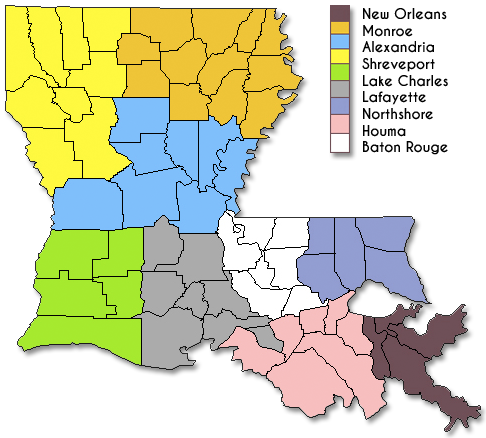 New Orleans
Monroe
Alexandria
Shreveport
Lake Charles
Lafayette
Northshore
Houma
Baton Rouge